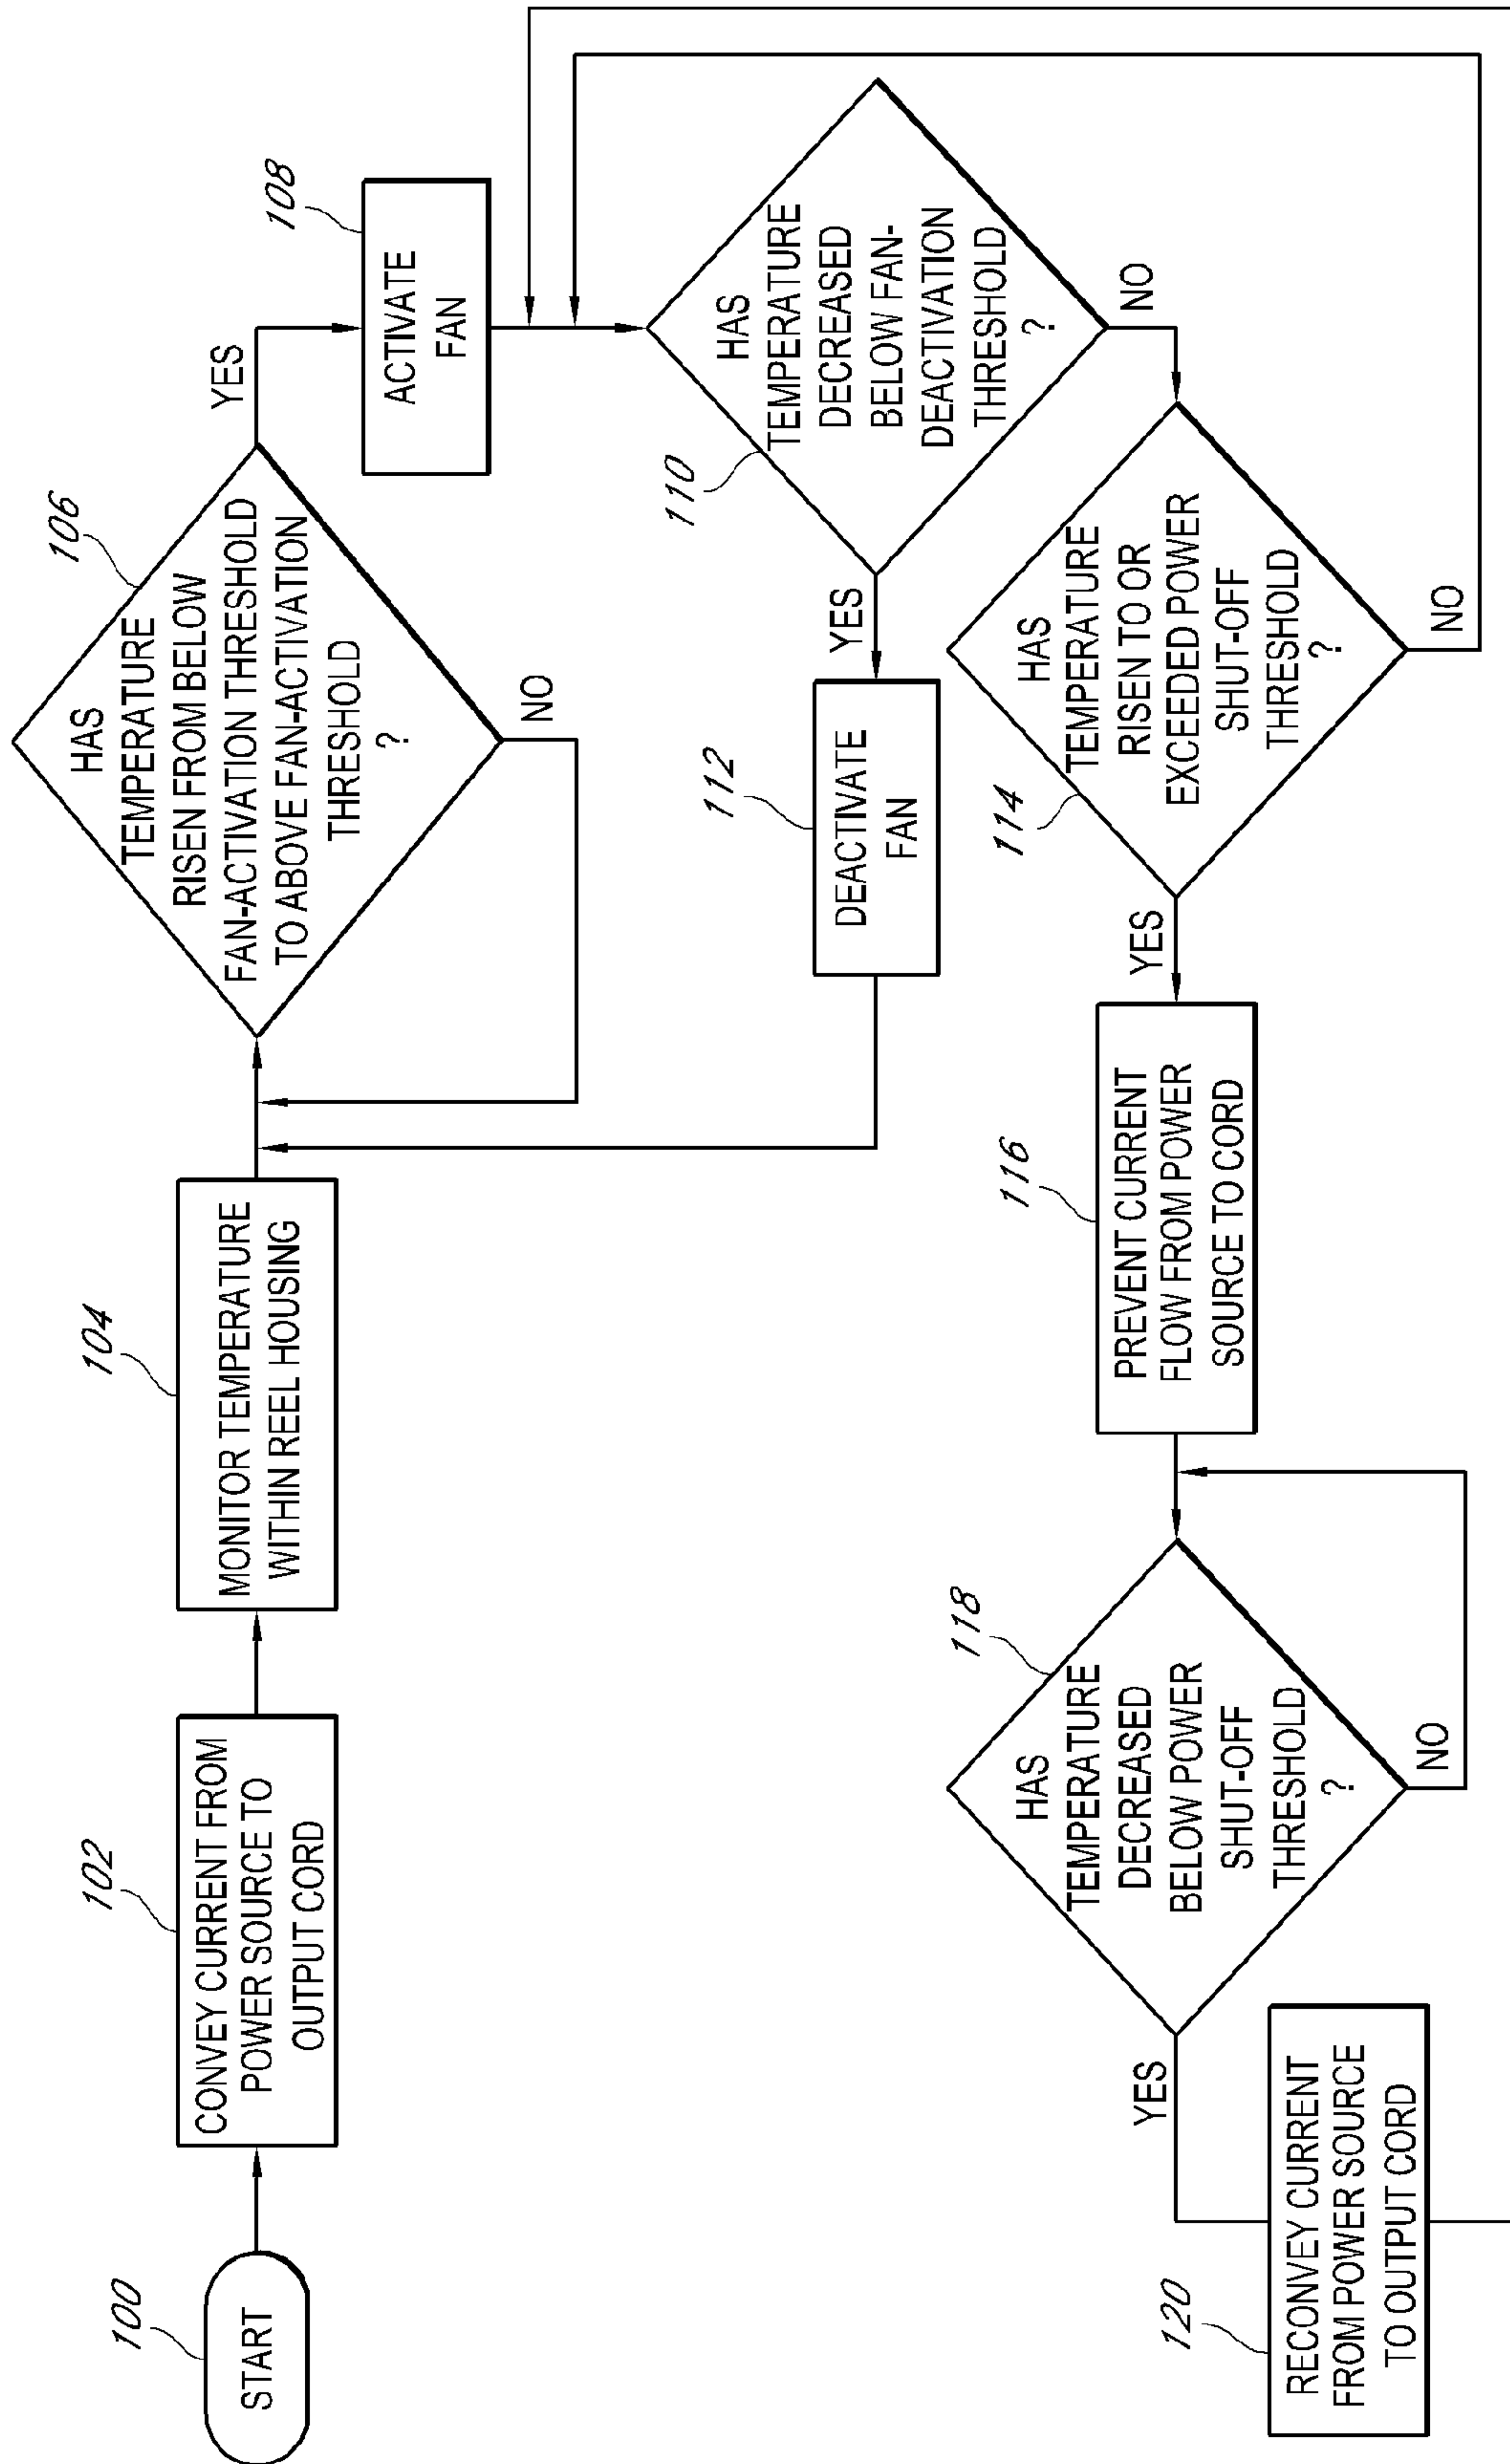 100
START
102
CONVEY CURRENT FROM
POWER SOURCE TO
OUTPUT CORD
104
MONITOR TEMPERATURE
WITHIN REEL HOUSING
106
HAS
TEMPERATURE
RISEN FROM BELOW
FAN-ACTIVATION THRESHOLD
TO ABOVE FAN-ACTIVATION
THRESHOLD
?
YES
NO
108
ACTIVATE
FAN
110
HAS
TEMPERATURE
DECREASED
BELOW FAN-
DEACTIVATION
THRESHOLD
?
YES
NO
112
DEACTIVATE
FAN
114
HAS
TEMPERATURE
RISEN TO OR
EXCEEDED POWER
SHUT-OFF
THRESHOLD
?
YES
NO
116
PREVENT CURRENT
FLOW FROM POWER
SOURCE TO CORD
118
HAS
TEMPERATURE
DECREASED
BELOW POWER
SHUT-OFF
THRESHOLD
?
YES
NO
120
RECONVEY CURRENT
FROM POWER SOURCE
TO OUTPUT CORD